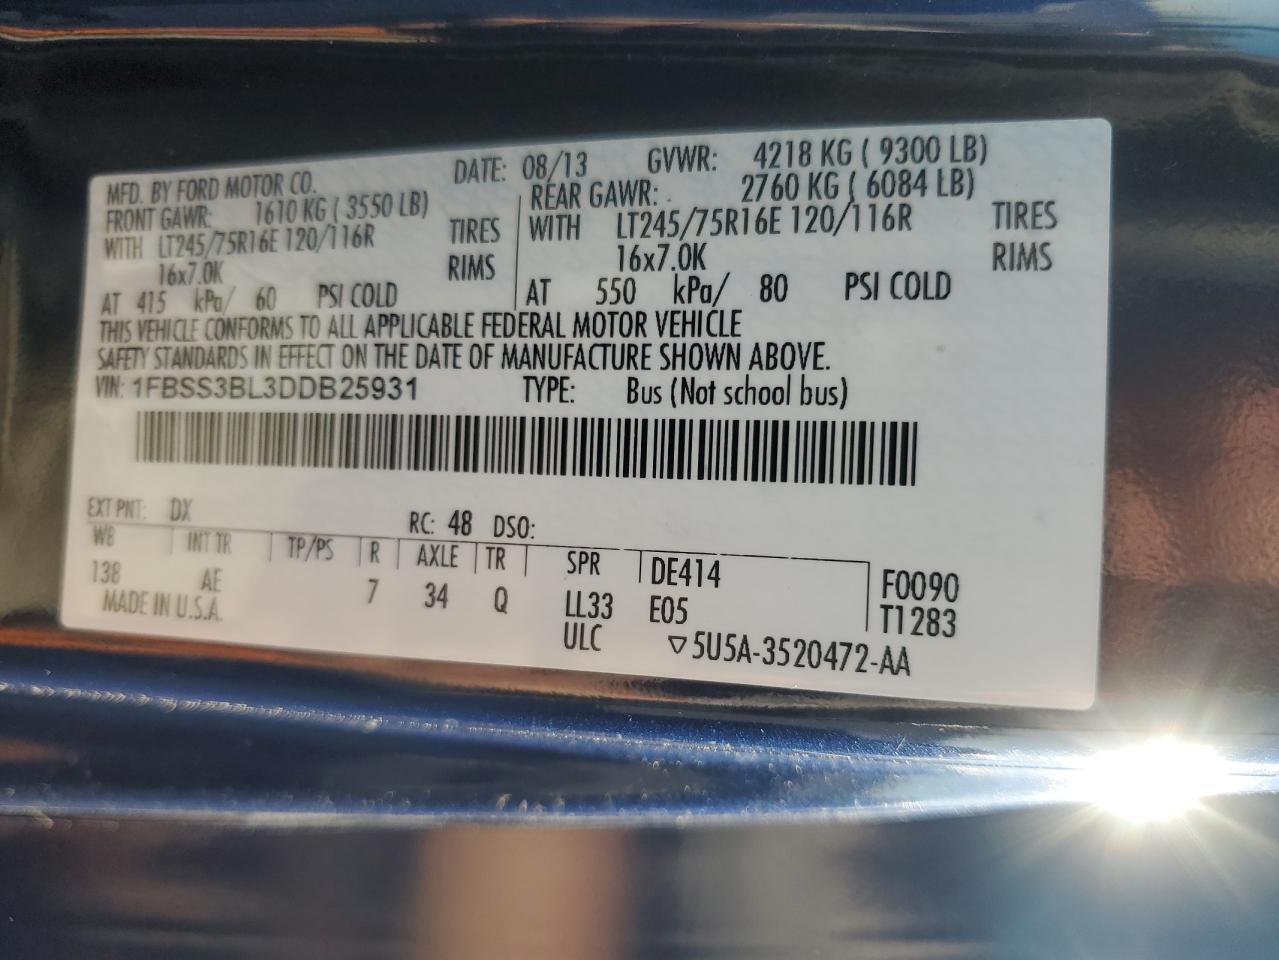 MFD. BY FORD MOTOR CO. DATE: 08/13 GVWR: 4218 KG ( 9300 LB)
FRONT GAWR: 1610 KG ( 3550 LB) REAR GAWR: 2760 KG ( 6084 LB)
WITH LT245/75R16E 120/116R TIRES WITH LT245/75R16E 120/116R TIRES
16x7.0K RIMS 16x7.0K RIMS
AT 415 kPa/ 60 PSI COLD AT 550 kPa/ 80 PSI COLD
THIS VEHICLE CONFORMS TO ALL APPLICABLE FEDERAL MOTOR VEHICLE
SAFETY STANDARDS IN EFFECT ON THE DATE OF MANUFACTURE SHOWN ABOVE.
VIN: 1FBSS3BL3DDB25931 TYPE: Bus (Not school bus)
EXT PNT: DX RC: 48 DSO:
WB INT TR TP/PS R AXLE TR SPR DE414 F0090
138 AE 7 34 Q LL33 E05 T1283
MADE IN U.S.A. ULC ▽5U5A-3520472-AA